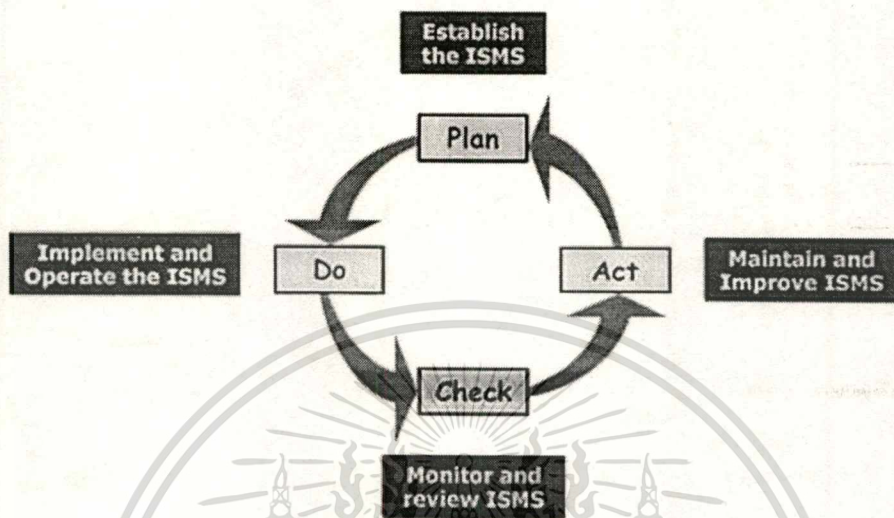 Establish
the ISMS
Plan
Implement and
Operate the ISMS
Do
Act
Maintain and
Improve ISMS
Check
Monitor and
review ISMS